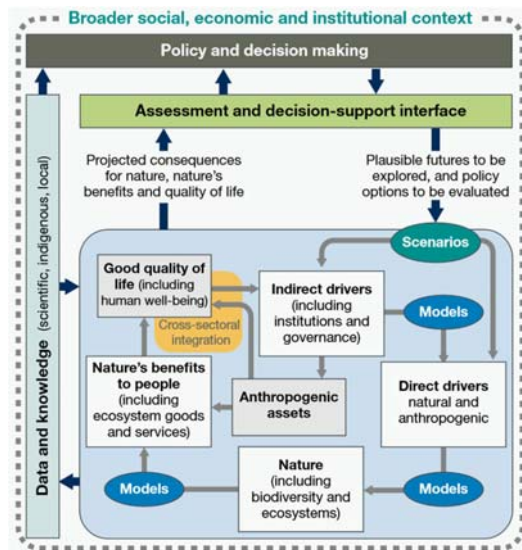 Broader social, economic and institutional context
Policy and decision making
Assessment and decision-support interface
Data and knowledge (scientific, indigenous, local)
Projected consequences
for nature, nature's
benefits and quality of life
Plausible futures to be
explored, and policy
options to be evaluated
Scenarios
Good quality of
life (including
human well-being)
Indirect drivers
(including
institutions and
governance)
Models
Cross-sectoral
integration
Nature's benefits
to people
(including
ecosystem goods
and services)
Anthropogenic
assets
Direct drivers
natural and
anthropogenic
Models
Nature
(including
biodiversity and
ecosystems)
Models